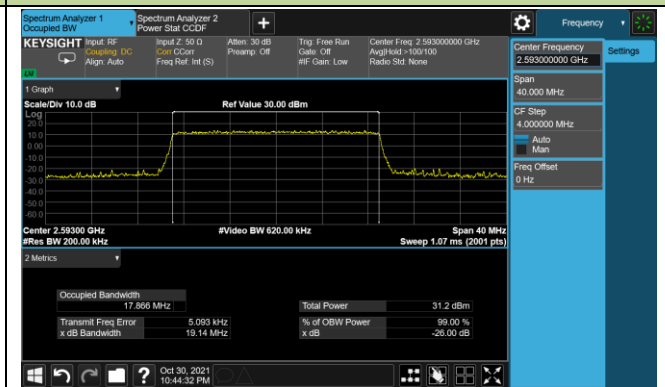 Spectrum Analyzer 1
Occupied BW
Spectrum Analyzer 2
Power Stat CCDF
Frequency
KEYSIGHT
Input: RF
Coupling: DC
Align: Auto
Input Z: 50 Ω
Corr CCorr
Freq Ref: Int (S)
Atten: 30 dB
Preamp: Off
Trig: Free Run
Gate: Off
#IF Gain: Low
Center Freq: 2.593000000 GHz
Avg|Hold:>100/100
Radio Std: None
Center Frequency
2.593000000 GHz
Settings
Span
40.000 MHz
CF Step
4.000000 MHz
Auto
Man
Freq Offset
0 Hz
1 Graph
Scale/Div 10.0 dB
Ref Value 30.00 dBm
Log
20.0
10.0
0.00
-10.0
-20.0
-30.0
-40.0
-50.0
-60.0
Center 2.59300 GHz
#Video BW 620.00 kHz
Span 40 MHz
#Res BW 200.00 kHz
Sweep 1.07 ms (2001 pts)
2 Metrics
Occupied Bandwidth
17.866 MHz
Total Power
31.2 dBm
Transmit Freq Error
5.093 kHz
% of OBW Power
99.00 %
x dB Bandwidth
19.14 MHz
x dB
-26.00 dB
?
Oct 30, 2021
10:44:32 PM